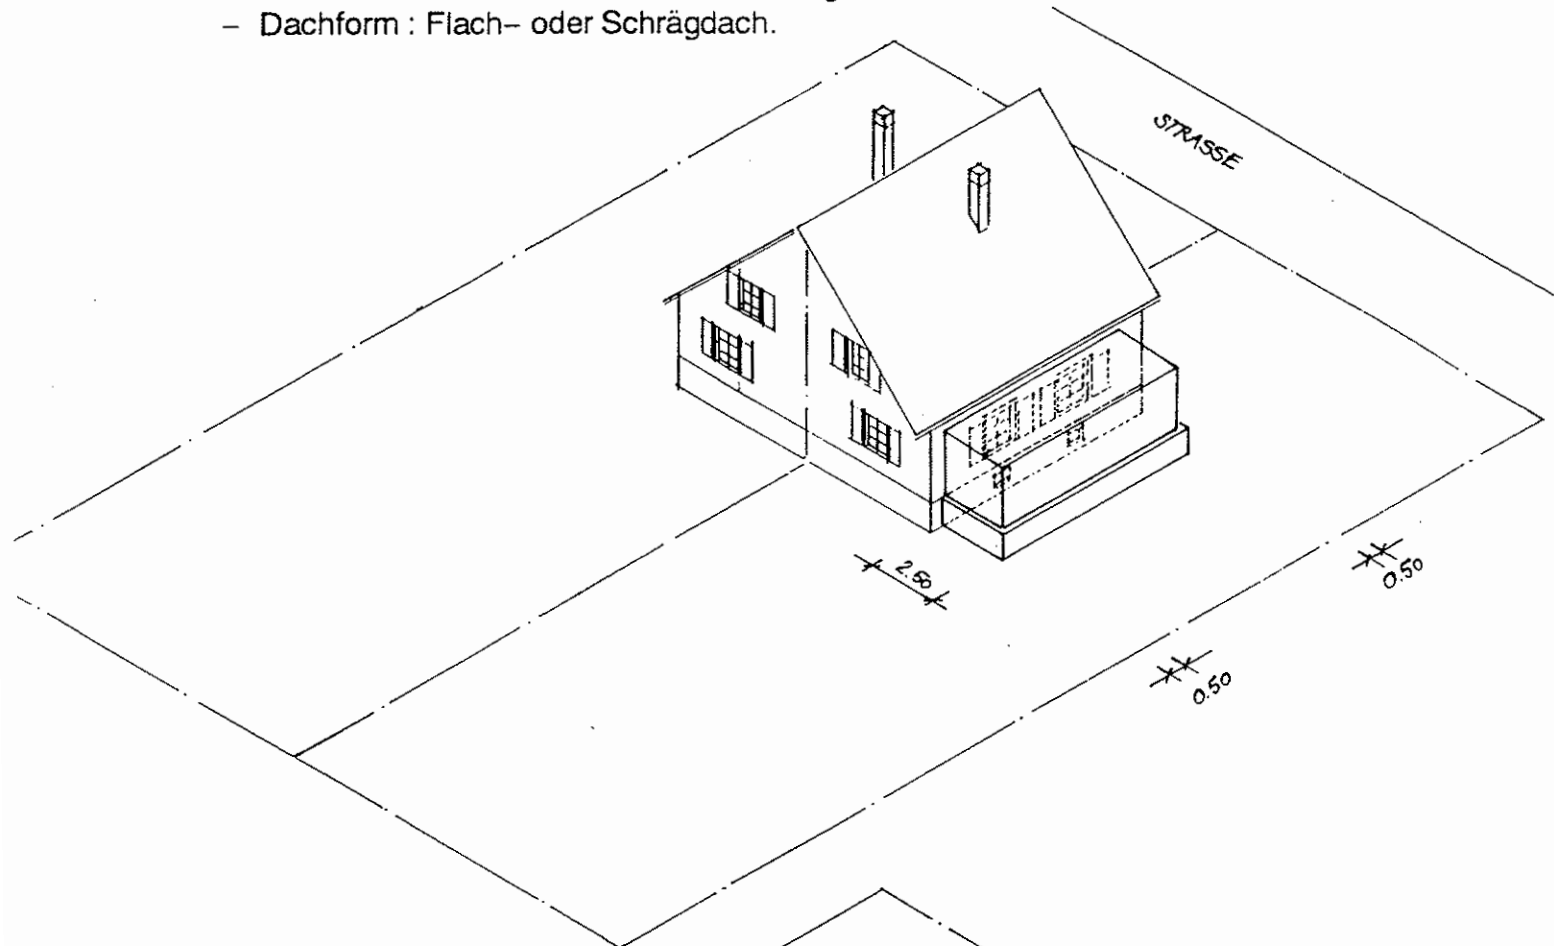 – Dachform : Flach– oder Schrägdach.
STRASSE
2.50
0.50
0.50